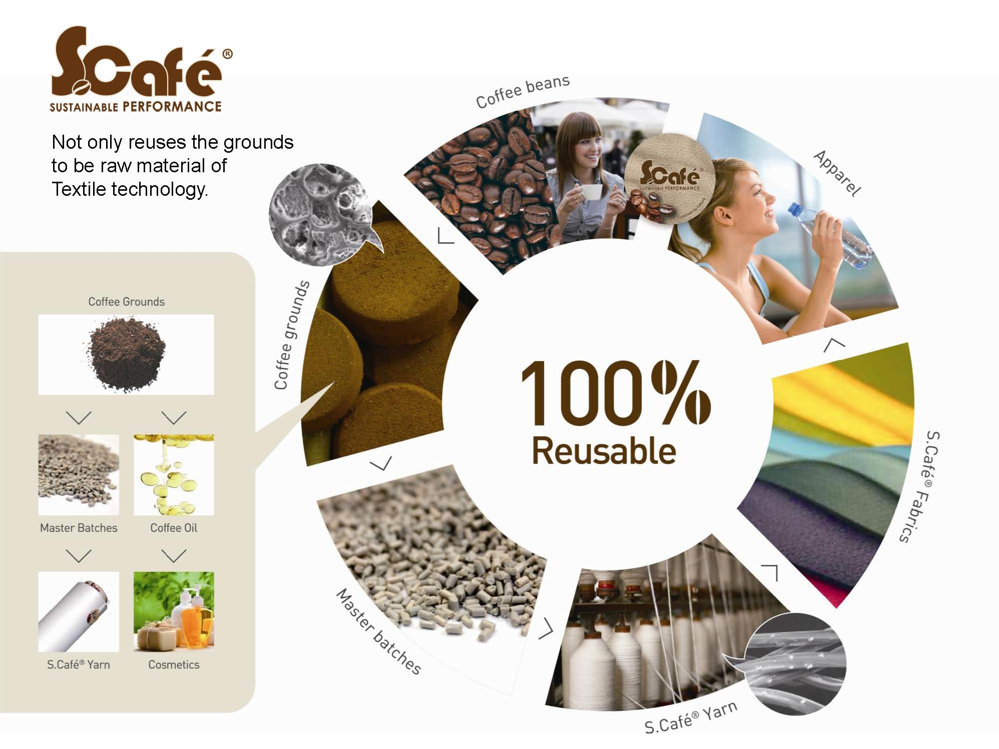 S.Café®
SUSTAINABLE PERFORMANCE
Not only reuses the grounds
to be raw material of
Textile technology.
Coffee beans
S.Café®
SUSTAINABLE PERFORMANCE
Apparel
Coffee grounds
Coffee Grounds
100%
Reusable
S.Café® Fabrics
Master Batches
Coffee Oil
Master batches
S.Café® Yarn
Cosmetics
S.Café® Yarn